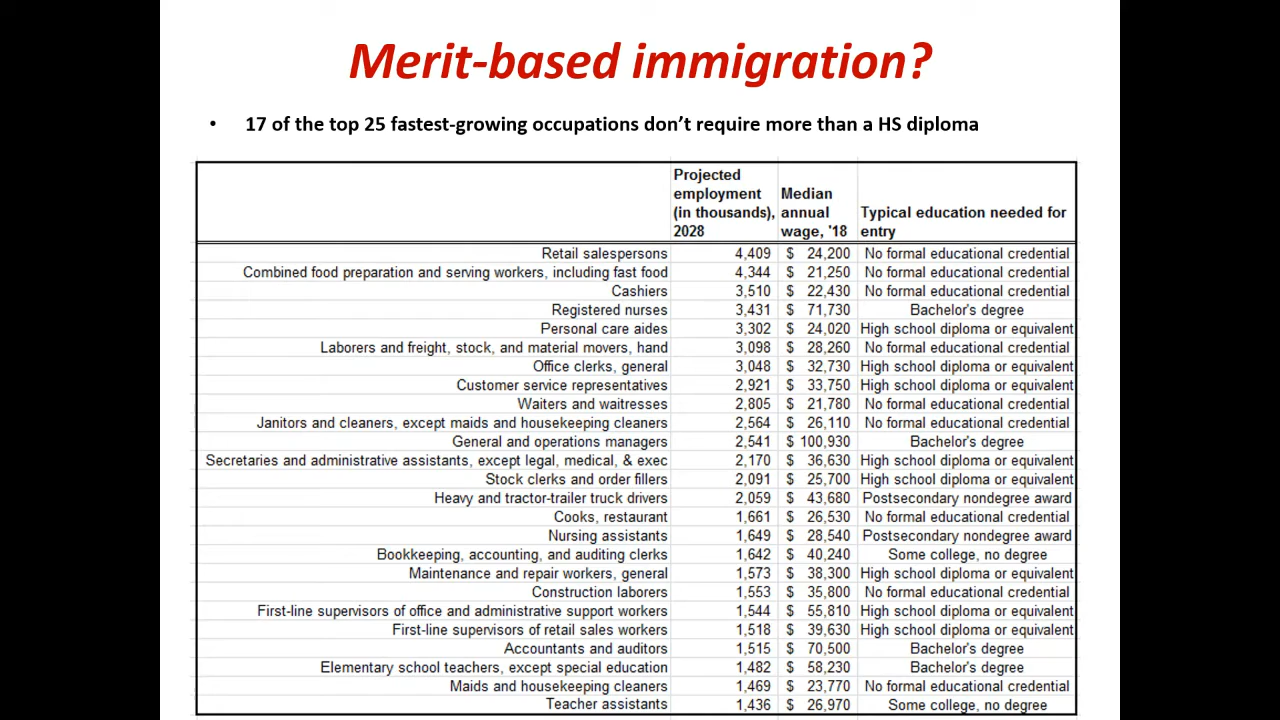 Merit-based immigration?
• 17 of the top 25 fastest-growing occupations don't require more than a HS diploma
Projected employment (in thousands), 2028 Median annual wage, '18 Typical education needed for entry
Retail salespersons 4,409 $ 24,200 No formal educational credential
Combined food preparation and serving workers, including fast food 4,344 $ 21,250 No formal educational credential
Cashiers 3,510 $ 22,430 No formal educational credential
Registered nurses 3,431 $ 71,730 Bachelor's degree
Personal care aides 3,302 $ 24,020 High school diploma or equivalent
Laborers and freight, stock, and material movers, hand 3,098 $ 28,260 No formal educational credential
Office clerks, general 3,048 $ 32,730 High school diploma or equivalent
Customer service representatives 2,921 $ 33,750 High school diploma or equivalent
Waiters and waitresses 2,805 $ 21,780 No formal educational credential
Janitors and cleaners, except maids and housekeeping cleaners 2,564 $ 26,110 No formal educational credential
General and operations managers 2,541 $ 100,930 Bachelor's degree
Secretaries and administrative assistants, except legal, medical, & exec 2,170 $ 36,630 High school diploma or equivalent
Stock clerks and order fillers 2,091 $ 25,700 High school diploma or equivalent
Heavy and tractor-trailer truck drivers 2,059 $ 43,680 Postsecondary nondegree award
Cooks, restaurant 1,661 $ 26,530 No formal educational credential
Nursing assistants 1,649 $ 28,540 Postsecondary nondegree award
Bookkeeping, accounting, and auditing clerks 1,642 $ 40,240 Some college, no degree
Maintenance and repair workers, general 1,573 $ 38,300 High school diploma or equivalent
Construction laborers 1,553 $ 35,800 No formal educational credential
First-line supervisors of office and administrative support workers 1,544 $ 55,810 High school diploma or equivalent
First-line supervisors of retail sales workers 1,518 $ 39,630 High school diploma or equivalent
Accountants and auditors 1,515 $ 70,500 Bachelor's degree
Elementary school teachers, except special education 1,482 $ 58,230 Bachelor's degree
Maids and housekeeping cleaners 1,469 $ 23,770 No formal educational credential
Teacher assistants 1,436 $ 26,970 Some college, no degree